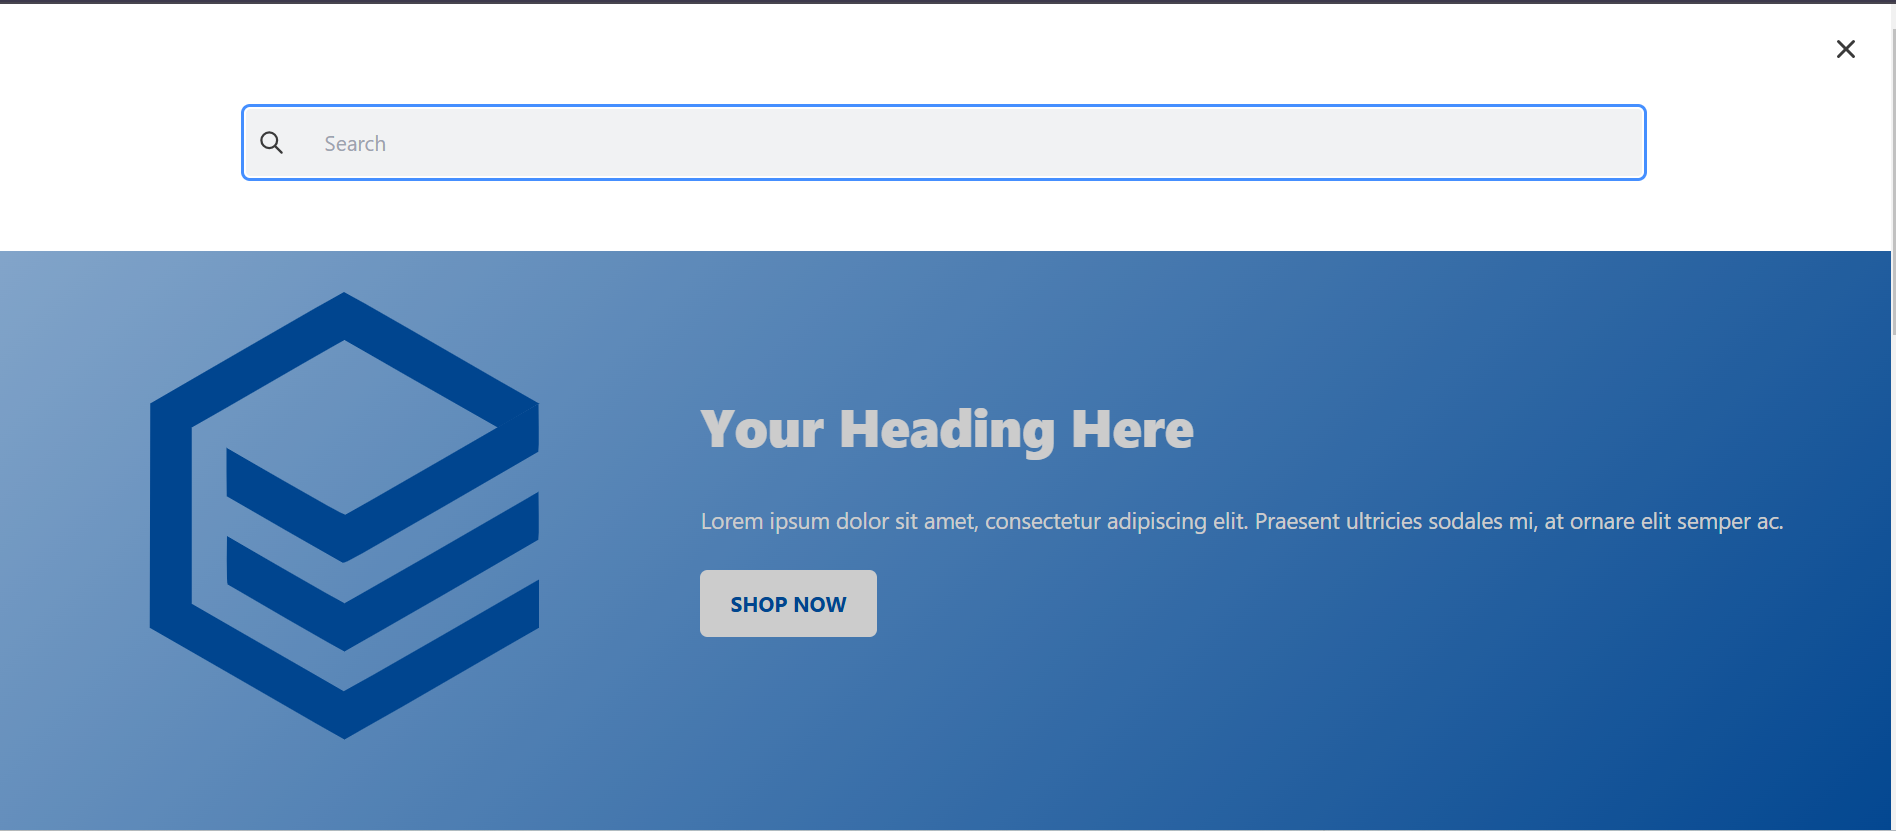 Search
Your Heading Here
Lorem ipsum dolor sit amet, consectetur adipiscing elit. Praesent ultricies sodales mi, at ornare elit semper ac.
SHOP NOW